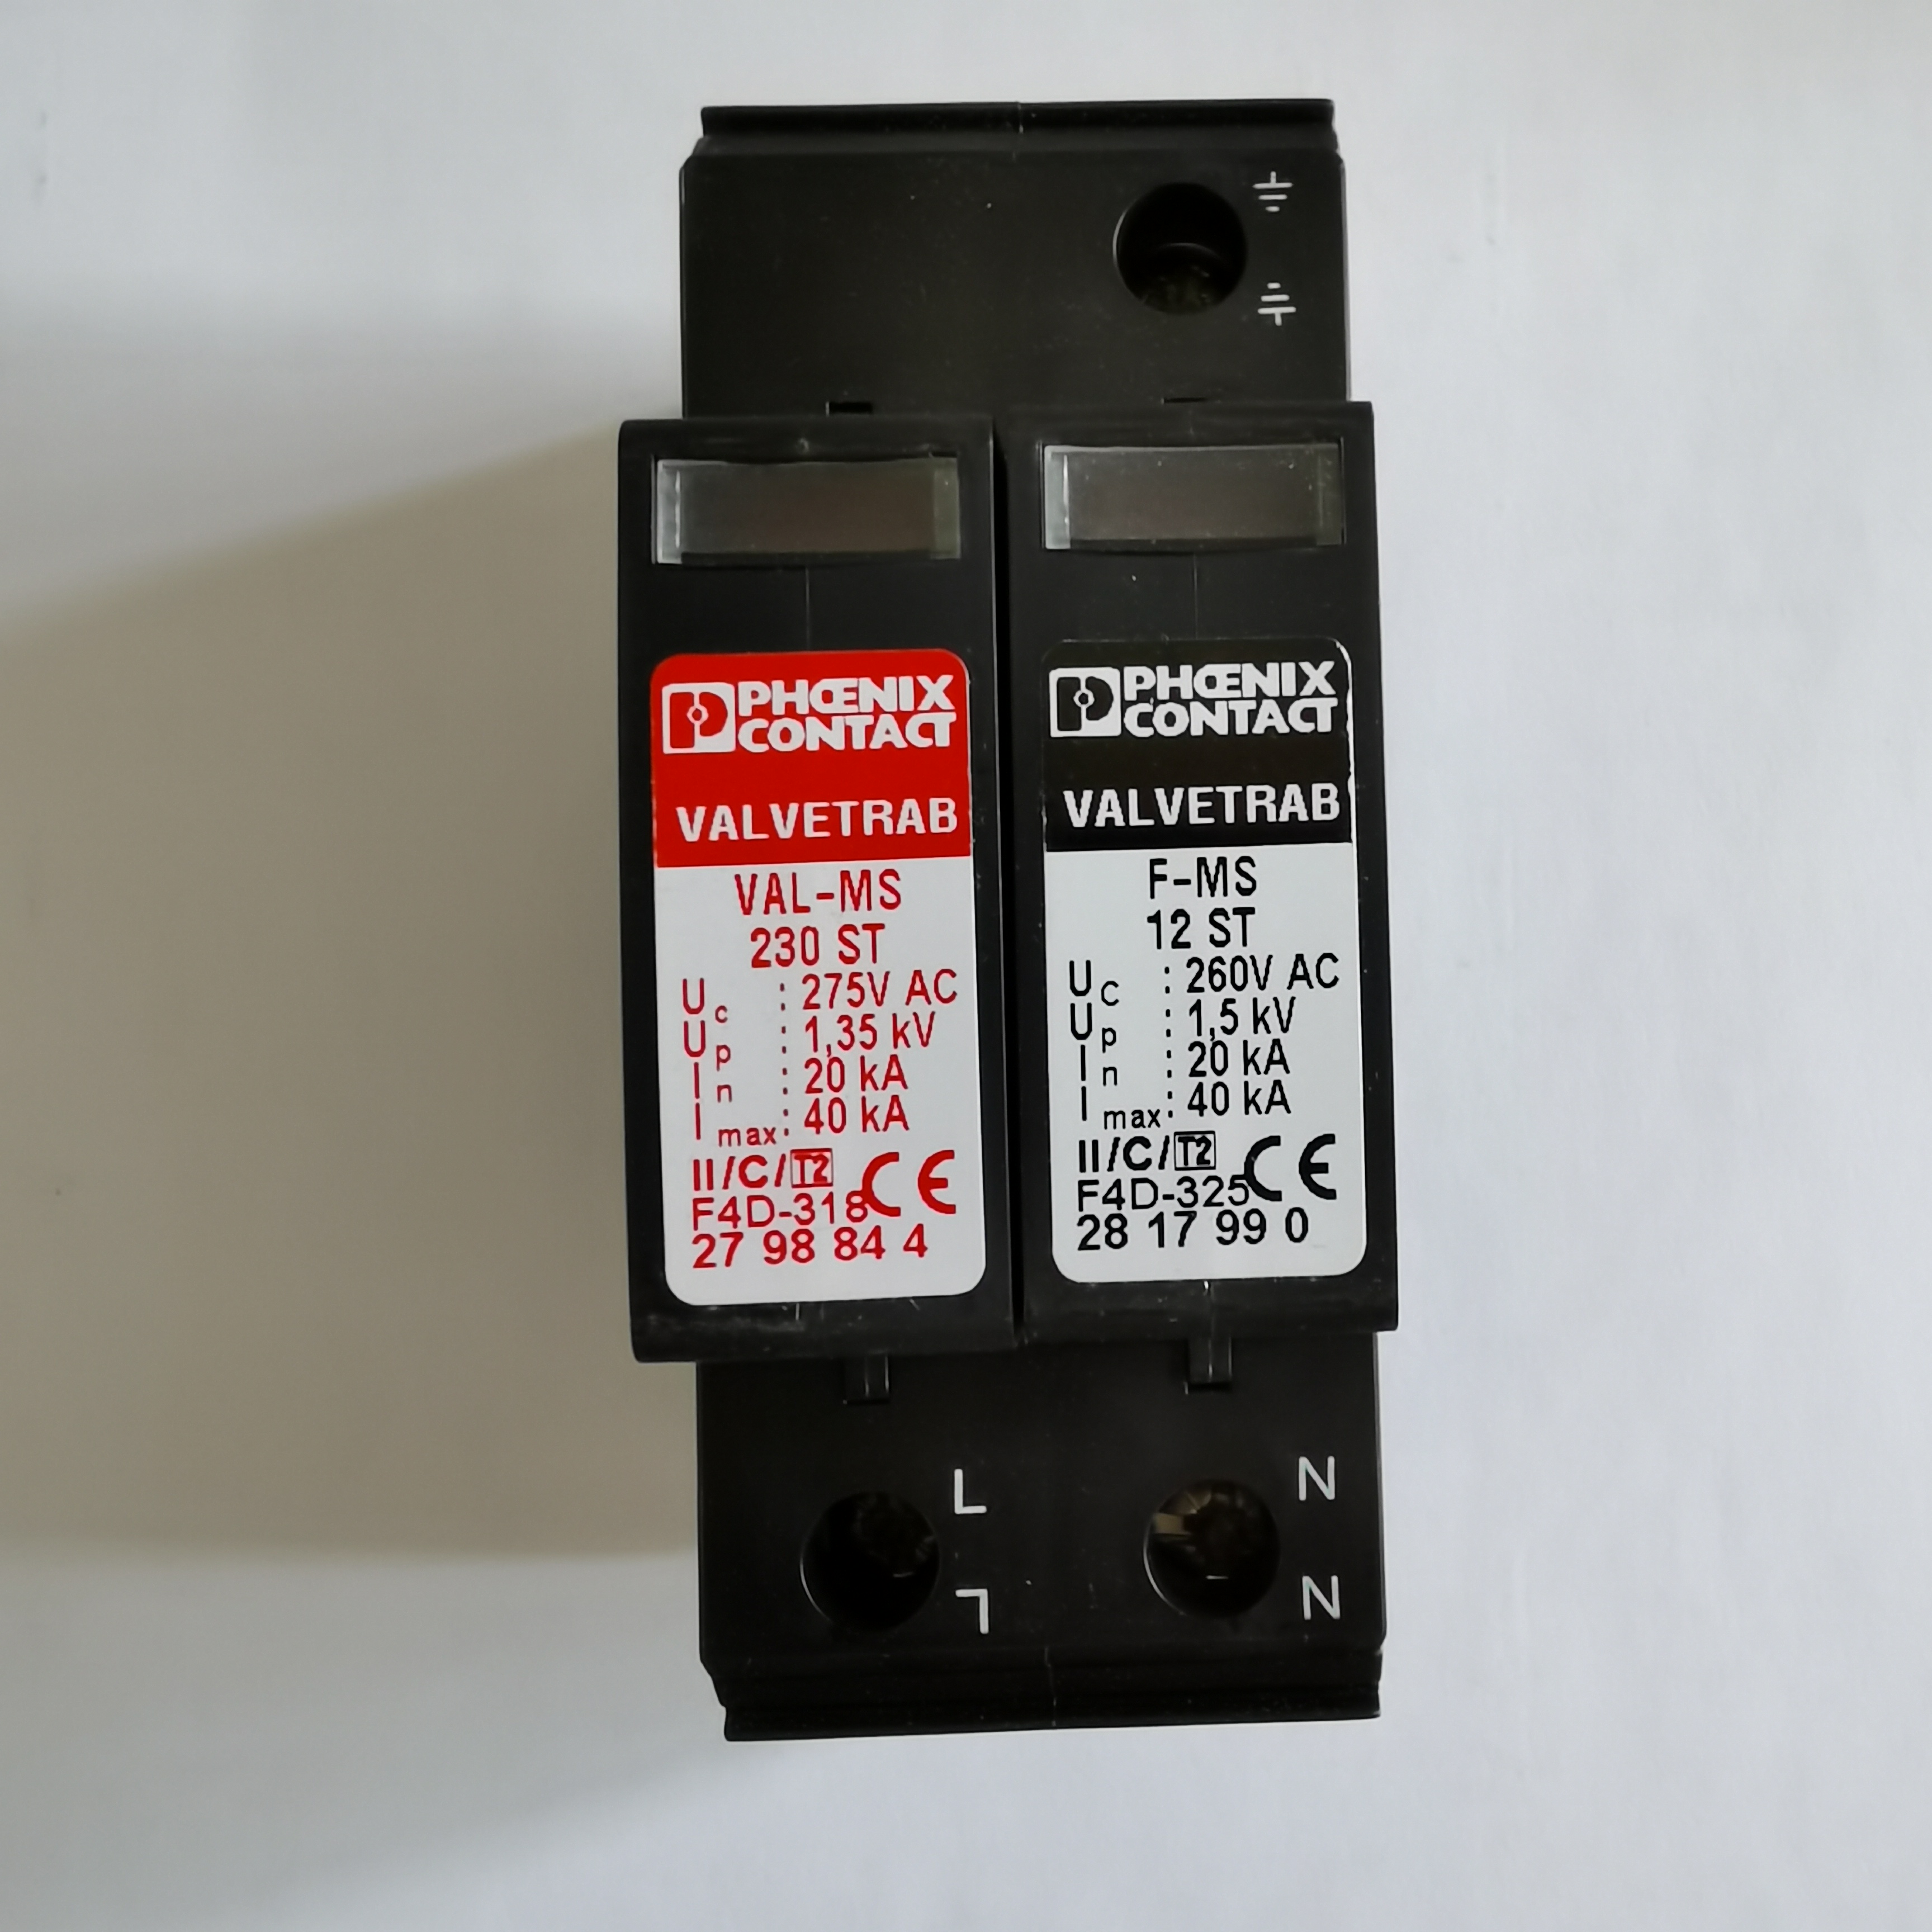 PHŒNIX
CONTACT
VALVETRAB
VAL-MS
230 ST
Uc : 275V AC
Up : 1,35 kV
In : 20 kA
Imax: 40 kA
II/C/T2 CE
F4D-318
27 98 84 4
PHŒNIX
CONTACT
VALVETRAB
F-MS
12 ST
Uc : 260V AC
Up : 1,5 kV
In : 20 kA
Imax: 40 kA
II/C/T2 CE
F4D-325
28 17 99 0
L N
L N